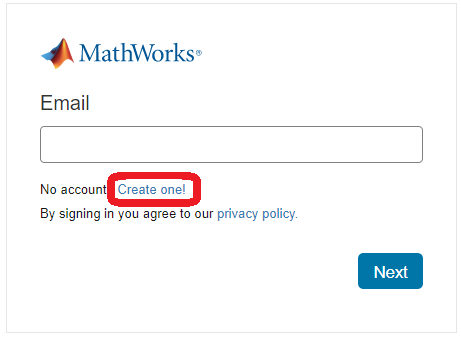 MathWorks®
Email
No account Create one!
By signing in you agree to our privacy policy.
Next